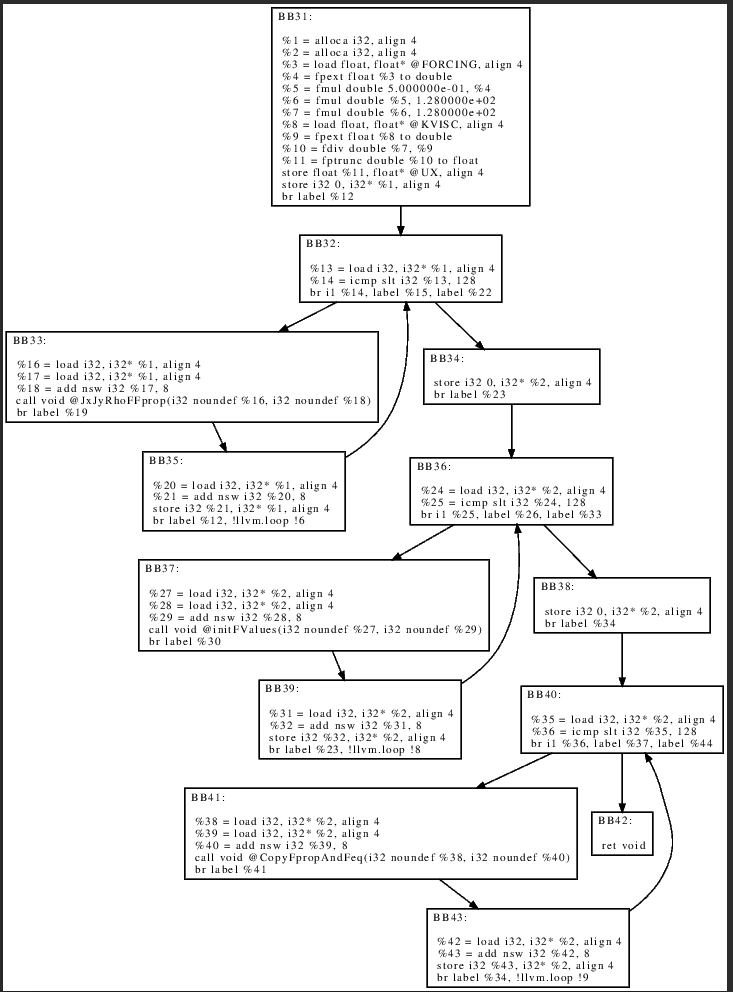 BB31:
%1 = alloca i32, align 4
%2 = alloca i32, align 4
%3 = load float, float* @FORCING, align 4
%4 = fpext float %3 to double
%5 = fmul double 5.000000e-01, %4
%6 = fmul double %5, 1.280000e+02
%7 = fmul double %6, 1.280000e+02
%8 = load float, float* @KVISC, align 4
%9 = fpext float %8 to double
%10 = fdiv double %7, %9
%11 = fptrunc double %10 to float
store float %11, float* @UX, align 4
store i32 0, i32* %1, align 4
br label %12
BB32:
%13 = load i32, i32* %1, align 4
%14 = icmp slt i32 %13, 128
br i1 %14, label %15, label %22
BB33:
%16 = load i32, i32* %1, align 4
%17 = load i32, i32* %1, align 4
%18 = add nsw i32 %17, 8
call void @JxJyRhoFFprop(i32 noundef %16, i32 noundef %18)
br label %19
BB34:
store i32 0, i32* %2, align 4
br label %23
BB35:
%20 = load i32, i32* %1, align 4
%21 = add nsw i32 %20, 8
store i32 %21, i32* %1, align 4
br label %12, !llvm.loop !6
BB36:
%24 = load i32, i32* %2, align 4
%25 = icmp slt i32 %24, 128
br i1 %25, label %26, label %33
BB37:
%27 = load i32, i32* %2, align 4
%28 = load i32, i32* %2, align 4
%29 = add nsw i32 %28, 8
call void @initFValues(i32 noundef %27, i32 noundef %29)
br label %30
BB38:
store i32 0, i32* %2, align 4
br label %34
BB39:
%31 = load i32, i32* %2, align 4
%32 = add nsw i32 %31, 8
store i32 %32, i32* %2, align 4
br label %23, !llvm.loop !8
BB40:
%35 = load i32, i32* %2, align 4
%36 = icmp slt i32 %35, 128
br i1 %36, label %37, label %44
BB41:
%38 = load i32, i32* %2, align 4
%39 = load i32, i32* %2, align 4
%40 = add nsw i32 %39, 8
call void @CopyFpropAndFeq(i32 noundef %38, i32 noundef %40)
br label %41
BB42:
ret void
BB43:
%42 = load i32, i32* %2, align 4
%43 = add nsw i32 %42, 8
store i32 %43, i32* %2, align 4
br label %34, !llvm.loop !9